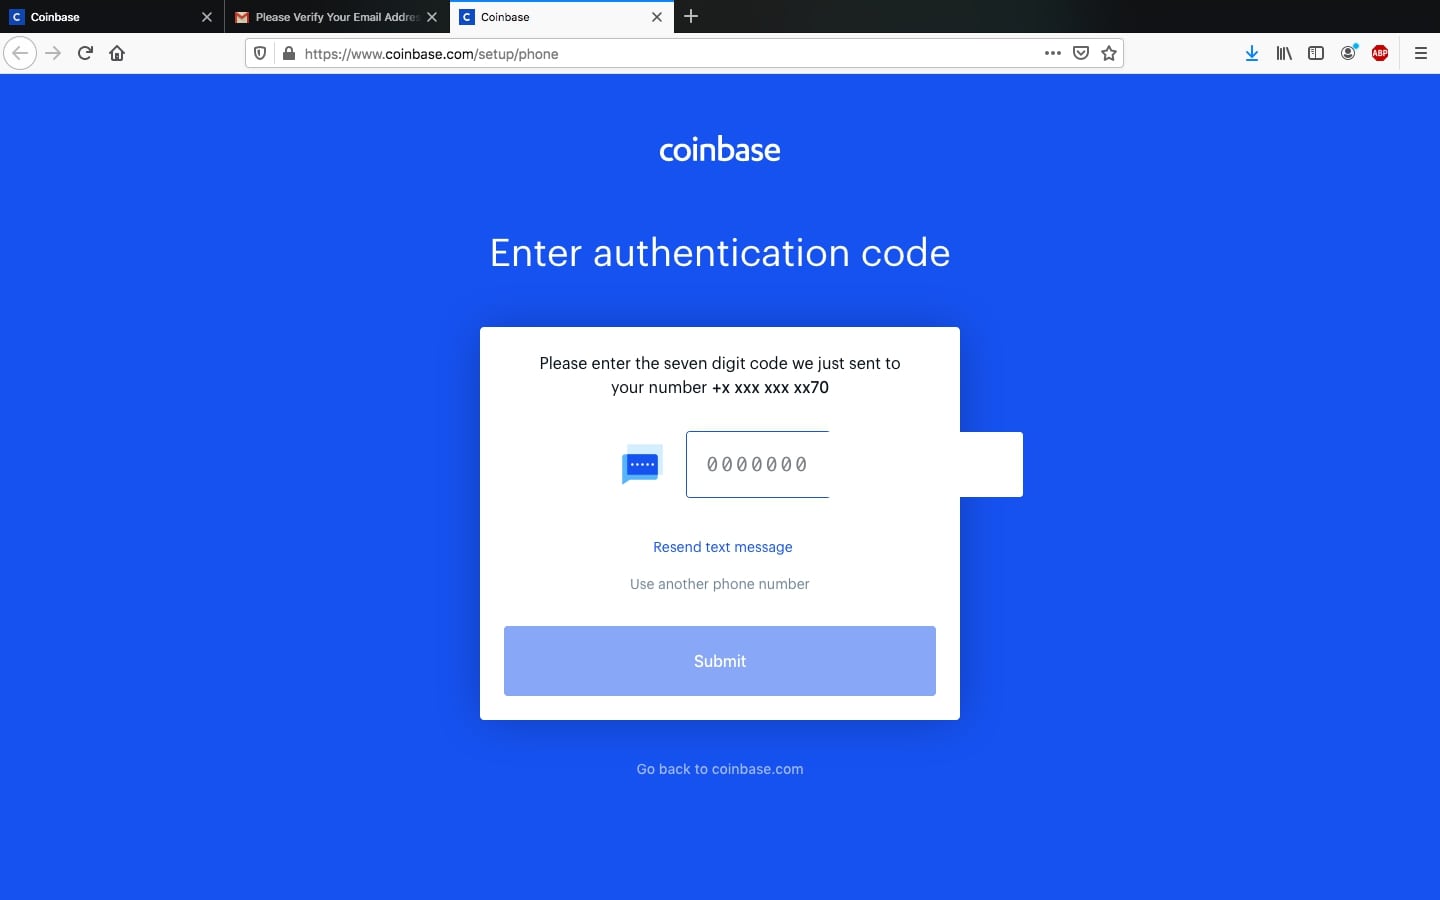 Coinbase
Please Verify Your Email Addres
Coinbase
https://www.coinbase.com/setup/phone
ABP
coinbase
Enter authentication code
Please enter the seven digit code we just sent to
your number +x xxx xxx xx70
0000000
Resend text message
Use another phone number
Submit
Go back to coinbase.com